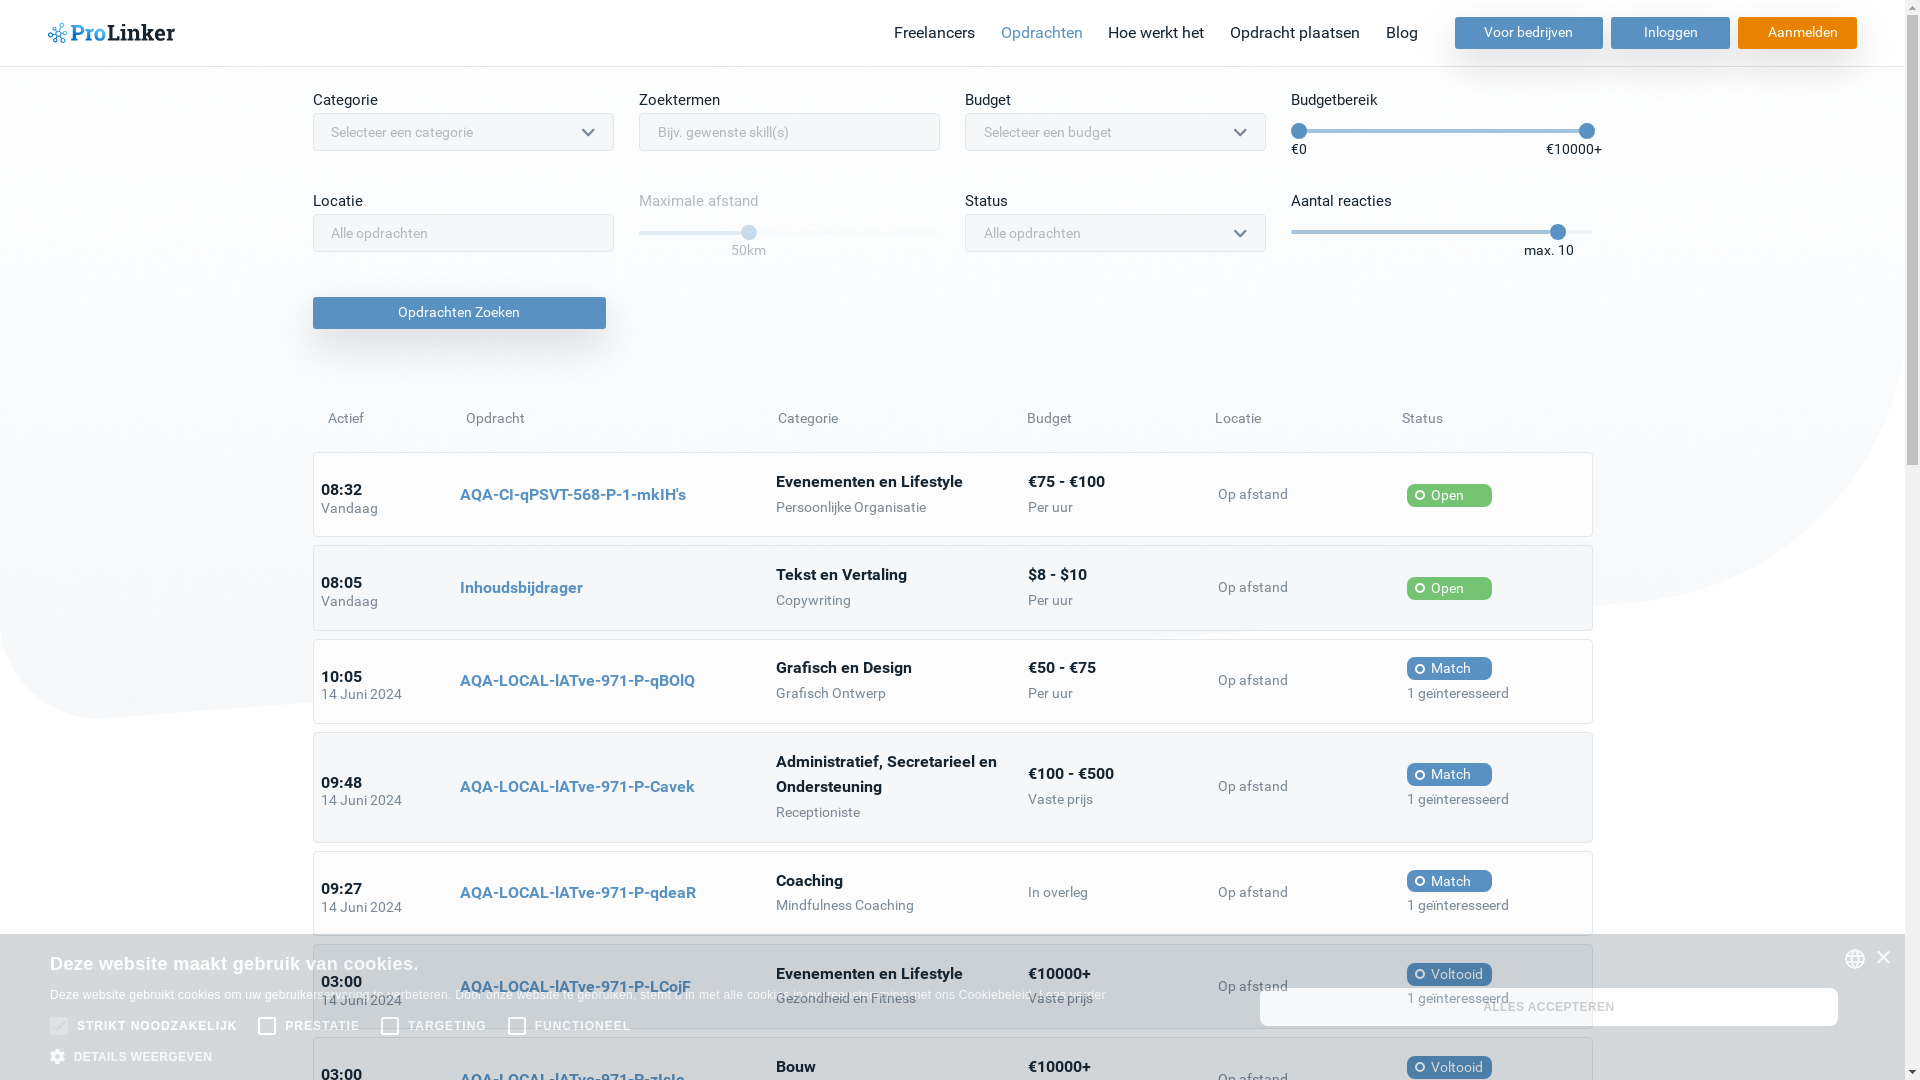 ProLinker
Freelancers Opdrachten Hoe werkt het Opdracht plaatsen Blog Voor bedrijven Inloggen Aanmelden
Categorie Zoektermen Budget Budgetbereik
Selecteer een categorie Bijv. gewenste skill(s) Selecteer een budget
€0 €10000+
Locatie Maximale afstand Status Aantal reacties
Alle opdrachten Alle opdrachten
50km max. 10
Opdrachten Zoeken
Actief Opdracht Categorie Budget Locatie Status
08:32 Vandaag
AQA-CI-qPSVT-568-P-1-mkIH's
Evenementen en Lifestyle
Persoonlijke Organisatie
€75 - €100
Per uur
Op afstand
Open
08:05
Vandaag
Inhoudsbijdrager
Tekst en Vertaling
Copywriting
$8 - $10
Per uur
Op afstand
Open
10:05
14 Juni 2024
AQA-LOCAL-lATve-971-P-qBOlQ
Grafisch en Design
Grafisch Ontwerp
€50 - €75
Per uur
Op afstand
Match
1 geïnteresseerd
09:48
14 Juni 2024
AQA-LOCAL-lATve-971-P-Cavek
Administratief, Secretarieel en
Ondersteuning
Receptioniste
€100 - €500
Vaste prijs
Op afstand
Match
1 geïnteresseerd
09:27
14 Juni 2024
AQA-LOCAL-lATve-971-P-qdeaR
Coaching
Mindfulness Coaching
In overleg
Op afstand
Match
1 geïnteresseerd
03:00
14 Juni 2024
AQA-LOCAL-lATve-971-P-LCojF
Evenementen en Lifestyle
Gezondheid en Fitness
€10000+
Vaste prijs
Op afstand
Voltooid
1 geïnteresseerd
03:00
Bouw
€10000+
Op afstand
Voltooid
Deze website maakt gebruik van cookies.
Deze website gebruikt cookies om uw gebruikerservaring te verbeteren. Door onze website te gebruiken, stemt u in met alle cookies in overeenstemming met ons Cookiebeleid. Lees verder
STRIKT NOODZAKELIJK PRESTATIE TARGETING FUNCTIONEEL
DETAILS WEERGEVEN
ALLES ACCEPTEREN